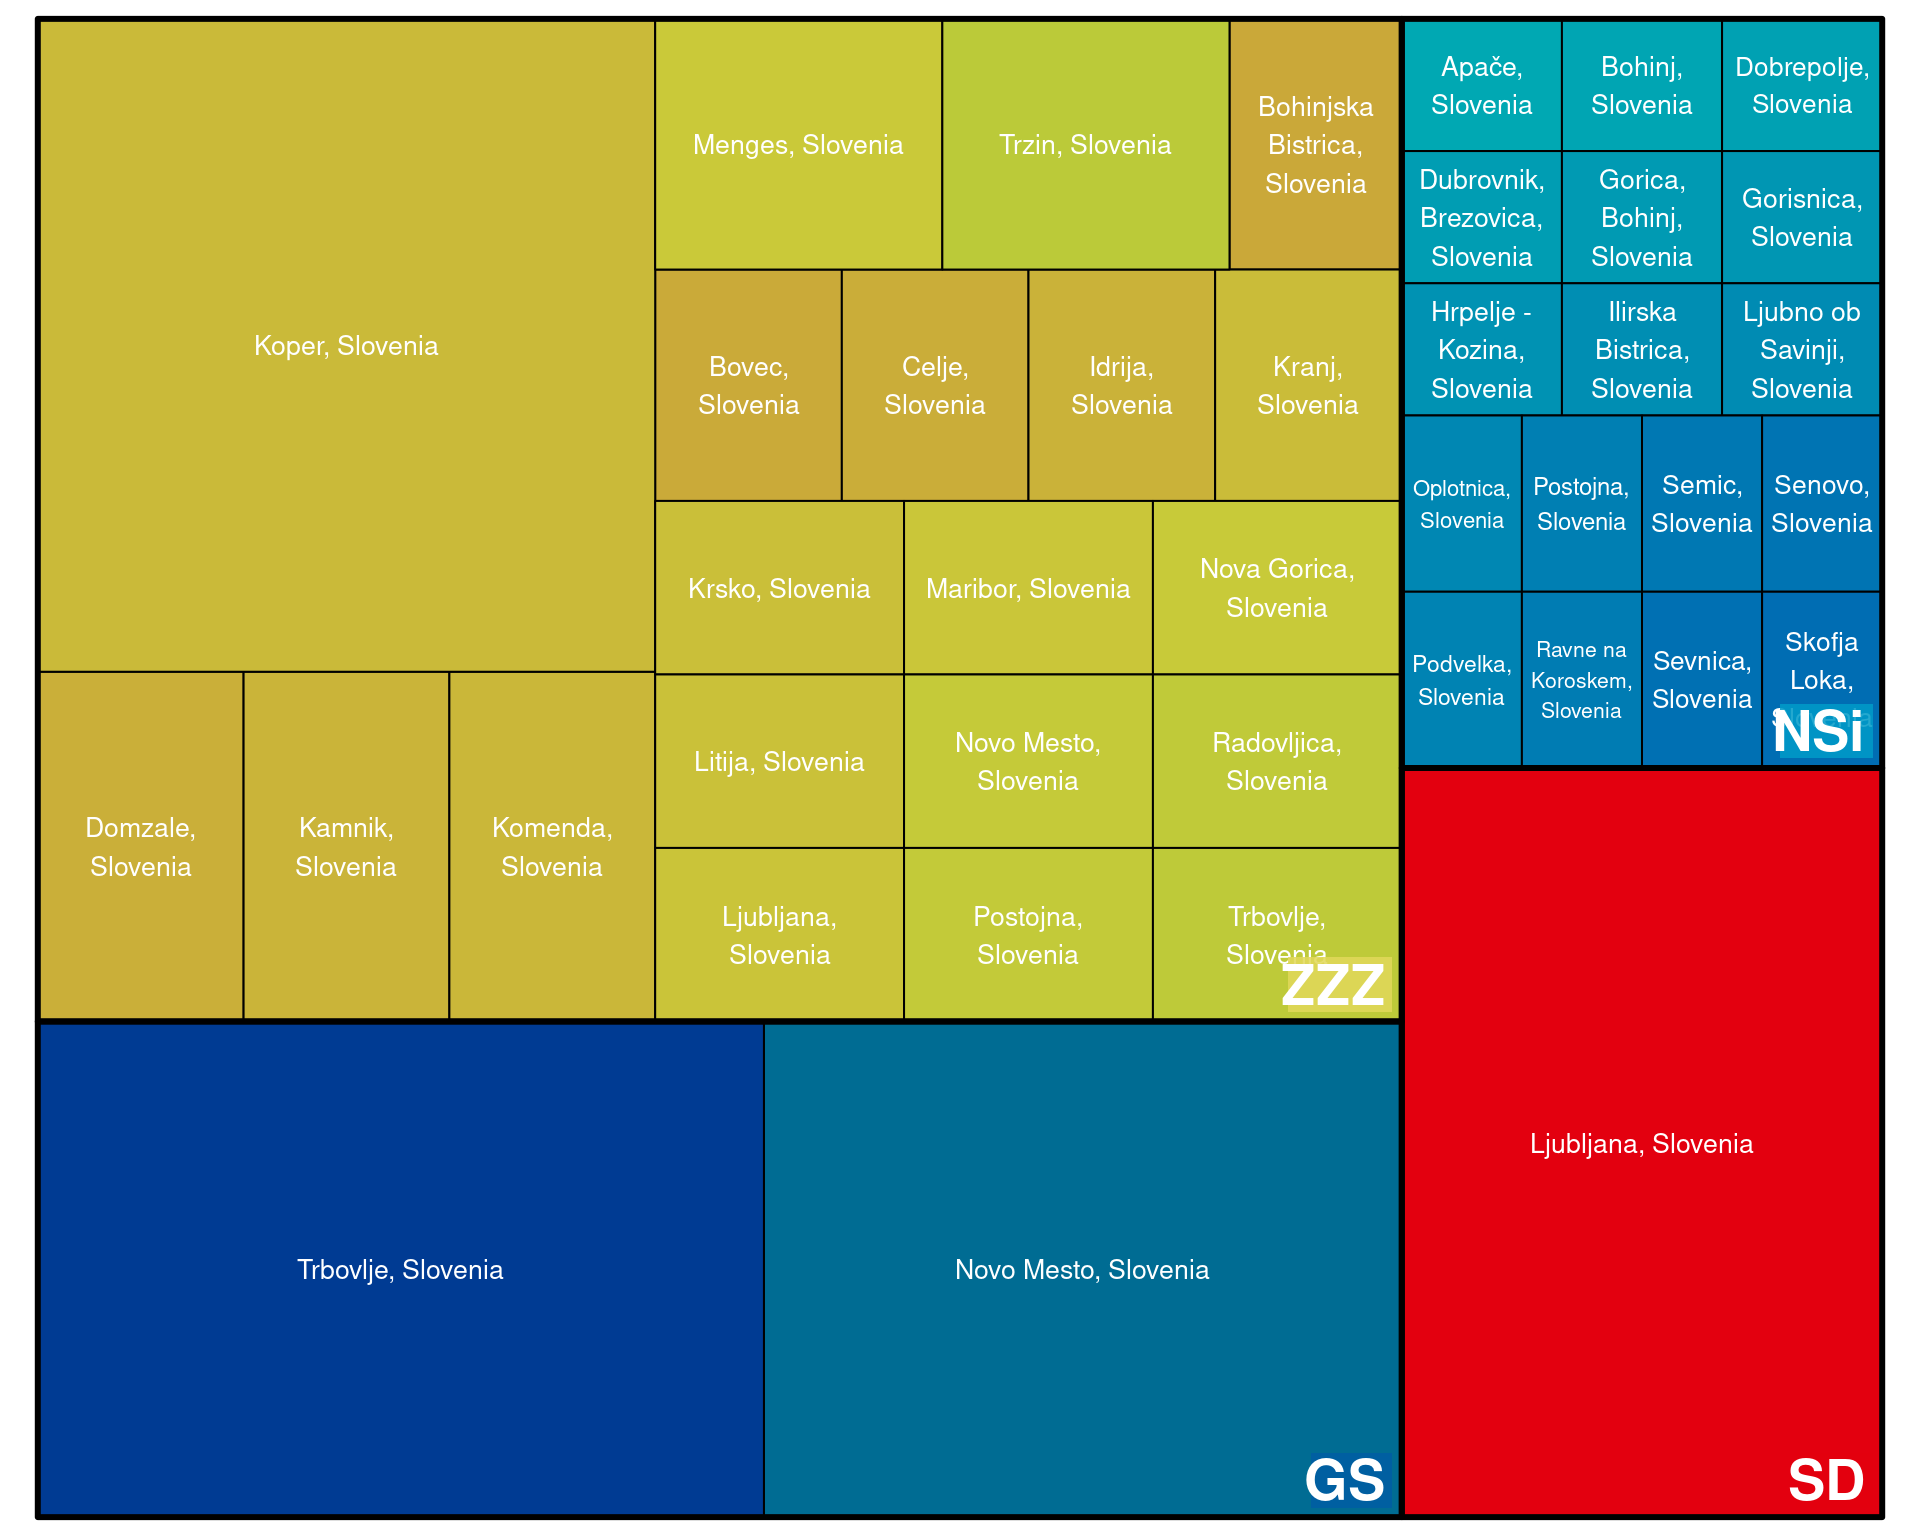 Koper, Slovenia
Menges, Slovenia
Trzin, Slovenia
Bohinjska
Bistrica,
Slovenia
Bovec,
Slovenia
Celje,
Slovenia
Idrija,
Slovenia
Kranj,
Slovenia
Krsko, Slovenia
Maribor, Slovenia
Nova Gorica,
Slovenia
Domzale,
Slovenia
Kamnik,
Slovenia
Komenda,
Slovenia
Litija, Slovenia
Novo Mesto,
Slovenia
Radovljica,
Slovenia
Ljubljana,
Slovenia
Postojna,
Slovenia
Trbovlje,
Slovenia
ZZZ
Apače,
Slovenia
Bohinj,
Slovenia
Dobrepolje,
Slovenia
Dubrovnik,
Brezovica,
Slovenia
Gorica,
Bohinj,
Slovenia
Gorisnica,
Slovenia
Hrpelje -
Kozina,
Slovenia
Ilirska
Bistrica,
Slovenia
Ljubno ob
Savinji,
Slovenia
Oplotnica,
Slovenia
Postojna,
Slovenia
Semic,
Slovenia
Senovo,
Slovenia
Podvelka,
Slovenia
Ravne na
Koroskem,
Slovenia
Sevnica,
Slovenia
Skofja
Loka,
NSi
Trbovlje, Slovenia
Novo Mesto, Slovenia
GS
Ljubljana, Slovenia
SD